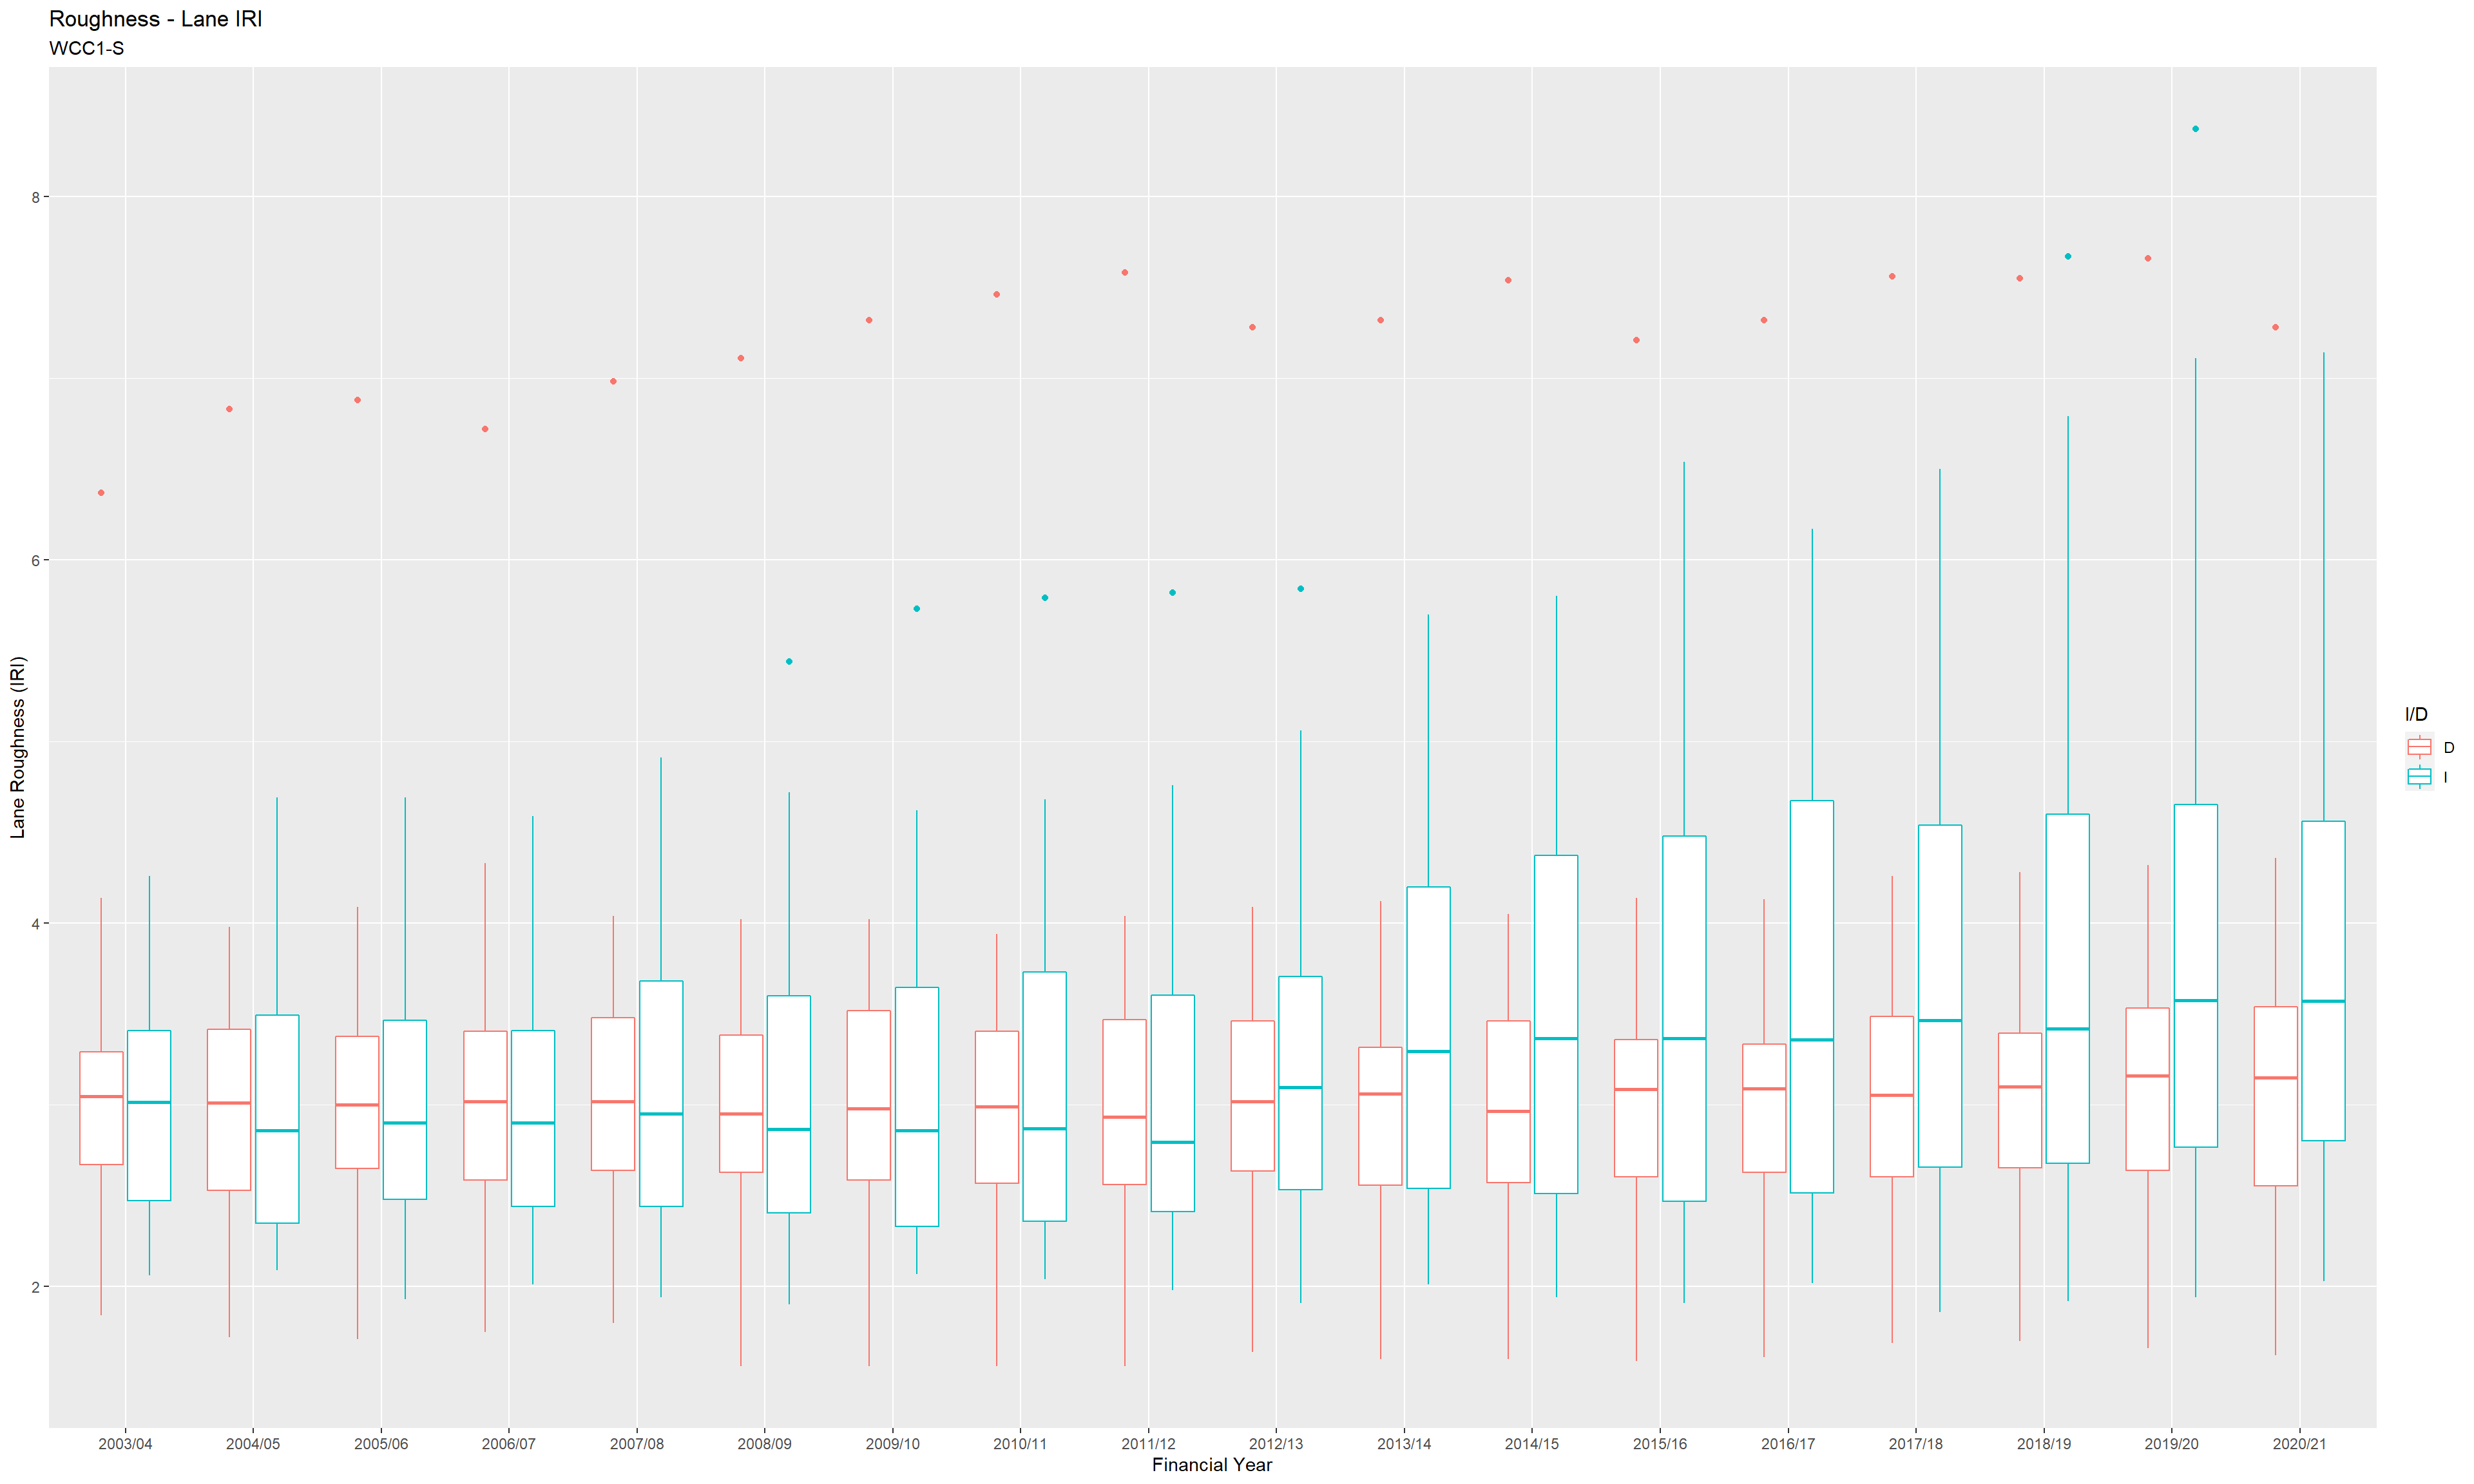 Roughness - Lane IRI
WCC1-S
Lane Roughness (IRI)
8
6
4
2
2003/04 2004/05 2005/06 2006/07 2007/08 2008/09 2009/10 2010/11 2011/12 2012/13 2013/14 2014/15 2015/16 2016/17 2017/18 2018/19 2019/20 2020/21
Financial Year
I/D
D
I